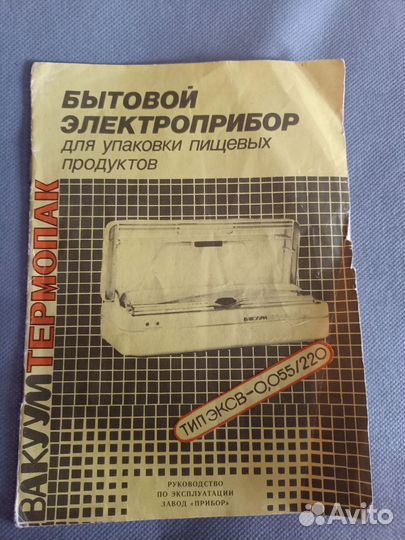 БЫТОВОЙ
ЭЛЕКТРОПРИБОР
для упаковки пищевых
продуктов
ВАКУУМ ТЕРМОПАК
ВАКУУМ
ТИП ЭКСВ-0,055/220
РУКОВОДСТВО
ПО ЭКСПЛУАТАЦИИ
ЗАВОД «ПРИБОР»
Avito